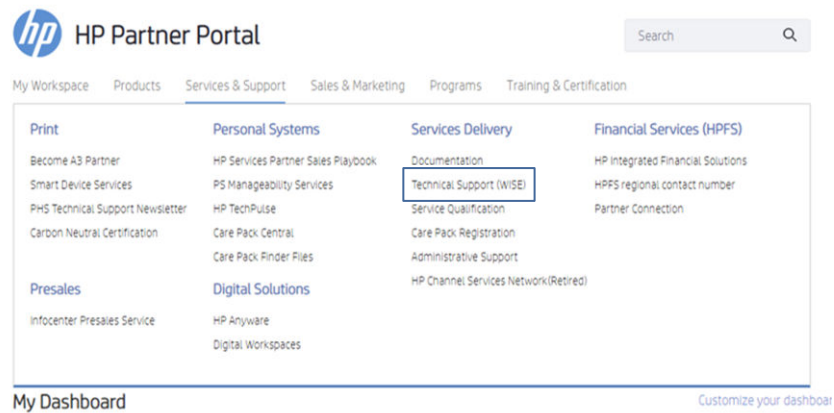 hp HP Partner Portal
Search
My Workspace Products Services & Support Sales & Marketing Programs Training & Certification
Print
Become A3 Partner
Smart Device Services
PHS Technical Support Newsletter
Carbon Neutral Certification
Presales
Infocenter Presales Service
Personal Systems
HP Services Partner Sales Playbook
PS Manageability Services
HP TechPulse
Care Pack Central
Care Pack Finder Files
Digital Solutions
HP Anyware
Digital Workspaces
Services Delivery
Documentation
Technical Support (WISE)
Service Qualification
Care Pack Registration
Administrative Support
HP Channel Services Network(Retired)
Financial Services (HPFS)
HP Integrated Financial Solutions
HPFS regional contact number
Partner Connection
My Dashboard
Customize your dashboar